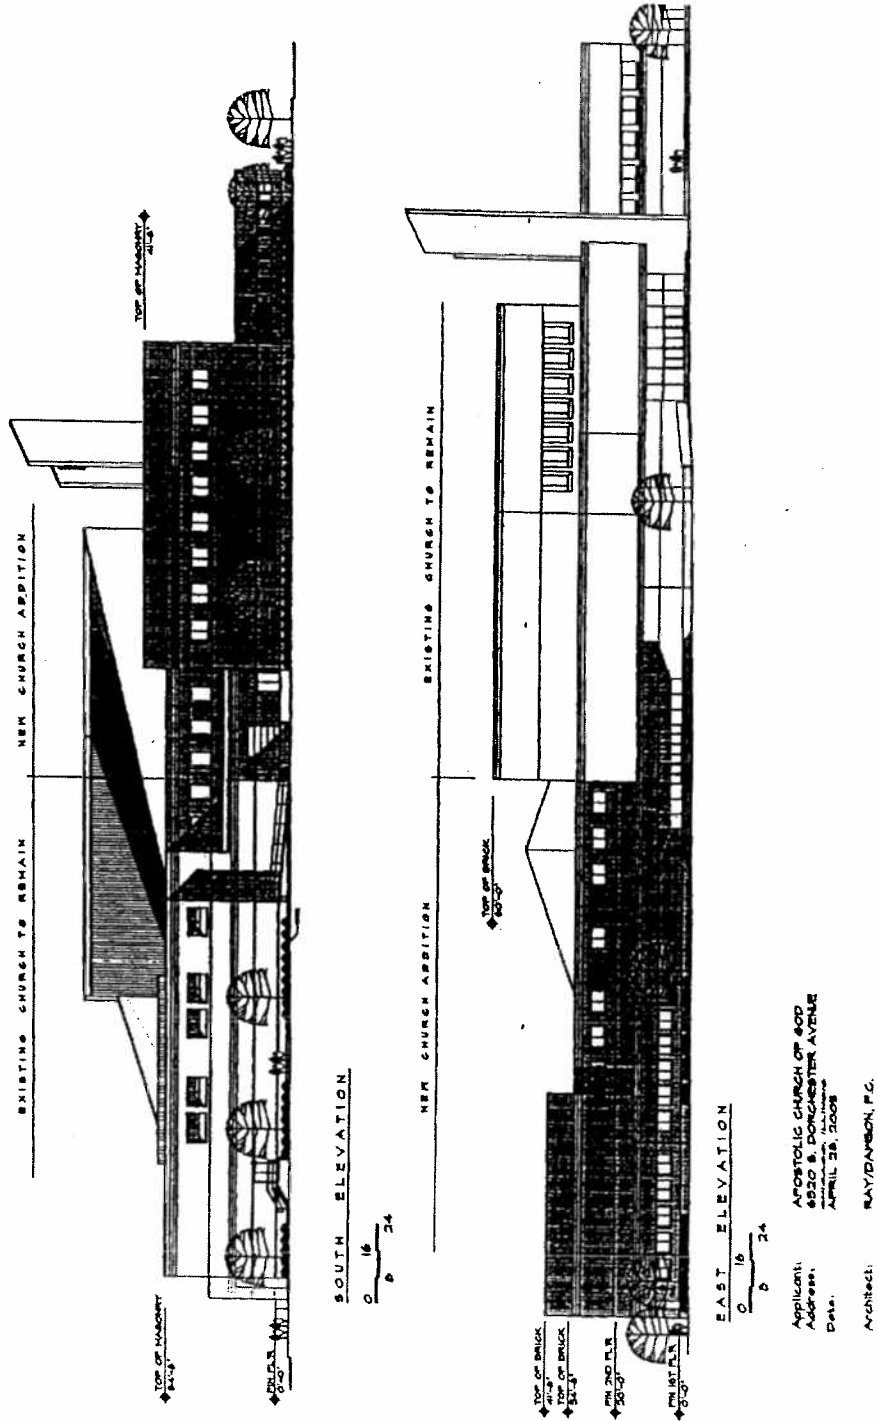 EXISTING CHURCH TO REMAIN
NEW CHURCH ADDITION
TOP OF MASONRY
41'-8"
TOP OF MASONRY
34'-8"
FIN FLR
0'-0"
SOUTH ELEVATION
0 16
8 24
NEW CHURCH ADDITION
EXISTING CHURCH TO REMAIN
TOP OF BRICK
60'-0"
TOP OF BRICK
41'-8"
TOP OF BRICK
34'-8"
FIN 2ND FLR
FIN 1ST FLR
0'-0"
EAST ELEVATION
0 16
8 24
Applicant: APOSTOLIC CHURCH OF GOD
Address: 6320 S. DORCHESTER AVENUE
Date: APRIL 28, 2005
Architect: RAY/DAWSON, P.C.